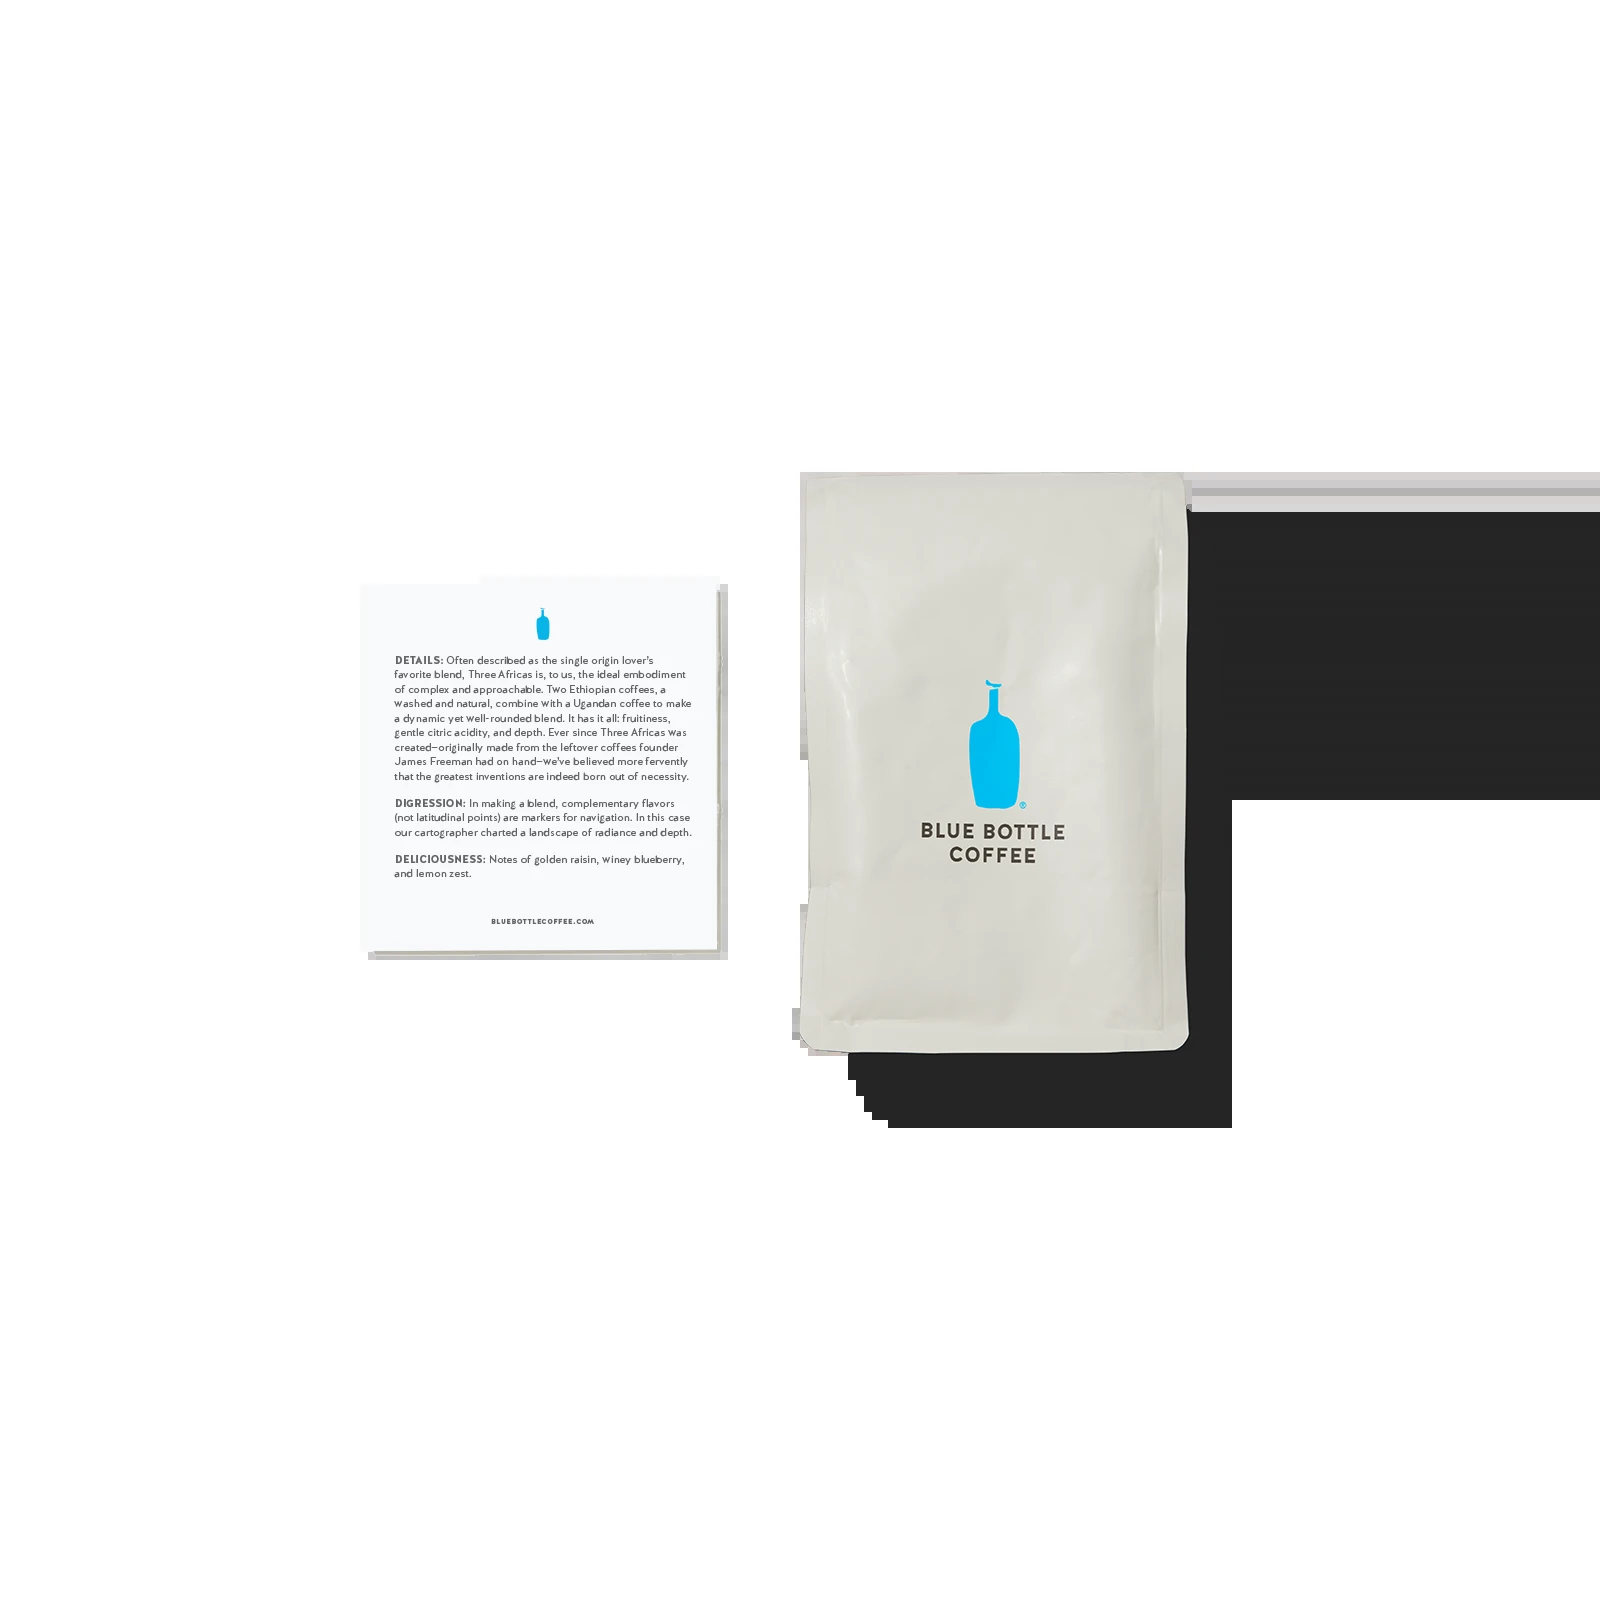 DETAILS: Often described as the single origin lover's
favorite blend, Three Africas is, to us, the ideal embodiment
of complex and approachable. Two Ethiopian coffees, a
washed and natural, combine with a Ugandan coffee to make
a dynamic yet well-rounded blend. It has it all: fruitiness,
gentle citric acidity, and depth. Ever since Three Africas was
created—originally made from the leftover coffees founder
James Freeman had on hand—we've believed more fervently
that the greatest inventions are indeed born out of necessity.
DIGRESSION: In making a blend, complementary flavors
(not latitudinal points) are markers for navigation. In this case
our cartographer charted a landscape of radiance and depth.
DELICIOUSNESS: Notes of golden raisin, winey blueberry,
and lemon zest.
BLUEBOTTLECOFFEE.COM
®
BLUE BOTTLE
COFFEE